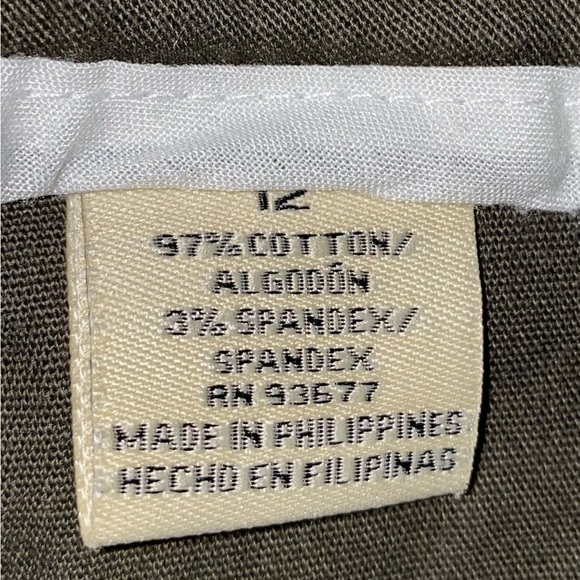 12
97% COTTON/
ALGODÓN
3% SPANDEX/
SPANDEX
RN 93677
MADE IN PHILIPPINES
HECHO EN FILIPINAS